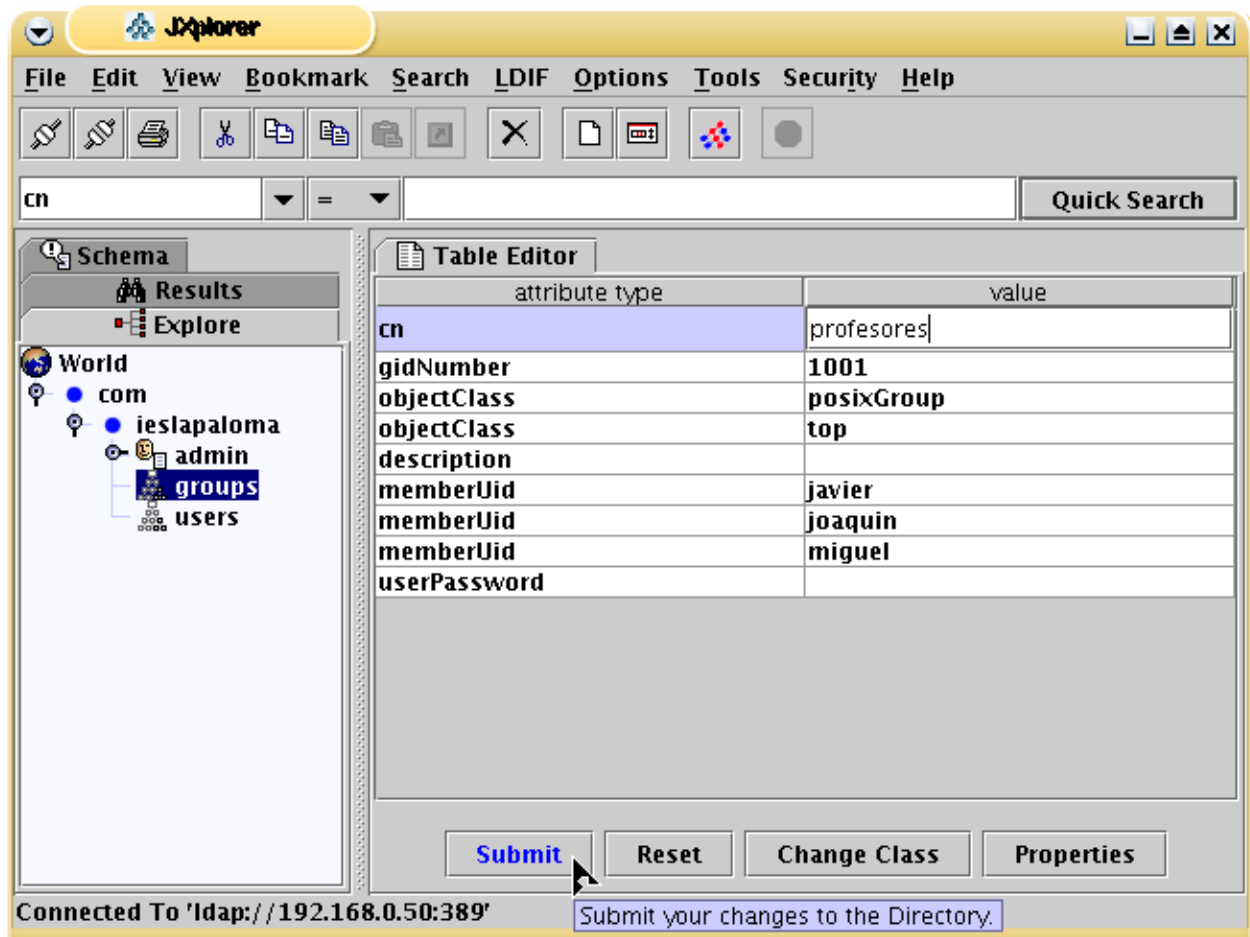 JXplorer
File Edit View Bookmark Search LDIF Options Tools Security Help
cn = Quick Search
Schema
Results
Explore
World
com
ieslapaloma
admin
groups
users
Table Editor
attribute type value
cn profesores
gidNumber 1001
objectClass posixGroup
objectClass top
description
memberUid javier
memberUid joaquin
memberUid miguel
userPassword
Submit Reset Change Class Properties
Connected To 'ldap://192.168.0.50:389'
Submit your changes to the Directory.